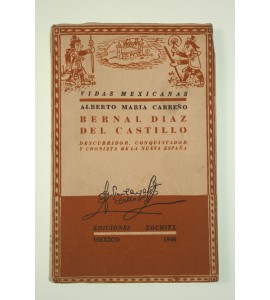 VIDAS MEXICANAS
ALBERTO MARIA CARREÑO
BERNAL DIAZ
DEL CASTILLO
DESCUBRIDOR, CONQUISTADOR
Y CRONISTA DE LA NUEVA ESPAÑA
EDICIONES XOCHITL
MEXICO 1946